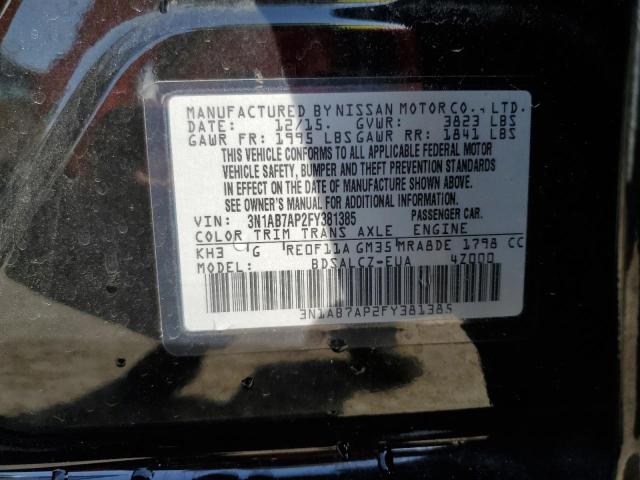 MANUFACTURED BY NISSAN MOTOR CO., LTD.
DATE: 12/15. GVWR: 3823 LBS
GAWR FR: 1995 LBS GAWR RR: 1841 LBS
THIS VEHICLE CONFORMS TO ALL APPLICABLE FEDERAL MOTOR
VEHICLE SAFETY, BUMPER AND THEFT PREVENTION STANDARDS
IN EFFECT ON THE DATE OF MANUFACTURE SHOWN ABOVE.
SEE OWNER'S MANUAL FOR ADDITIONAL INFORMATION.
VIN: 3N1AB7AP2FY381385 PASSENGER CAR.
COLOR TRIM TRANS AXLE ENGINE
KH3 G RE0F11A GM35 MRA8DE 1798 CC
MODEL: BDSALCZ-EUA 4Z000
3N1AB7AP2FY381385